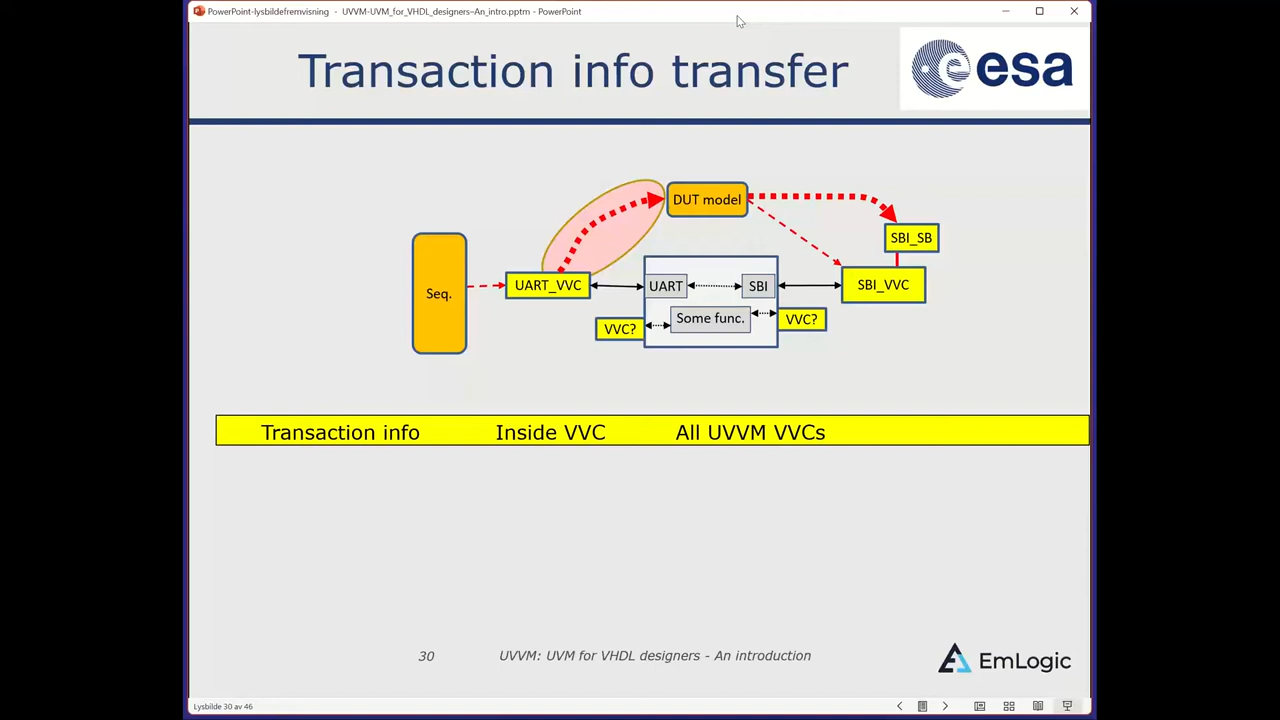 PowerPoint-lysbildefremvisning - UVVM-UVM_for_VHDL_designers–An_intro.pptm - PowerPoint
Transaction info transfer
esa
DUT model
SBI_SB
Seq.
UART_VVC
UART
SBI
SBI_VVC
VVC?
Some func.
VVC?
Transaction info Inside VVC All UVVM VVCs
30 UVVM: UVM for VHDL designers - An introduction
EmLogic
Lysbilde 30 av 46